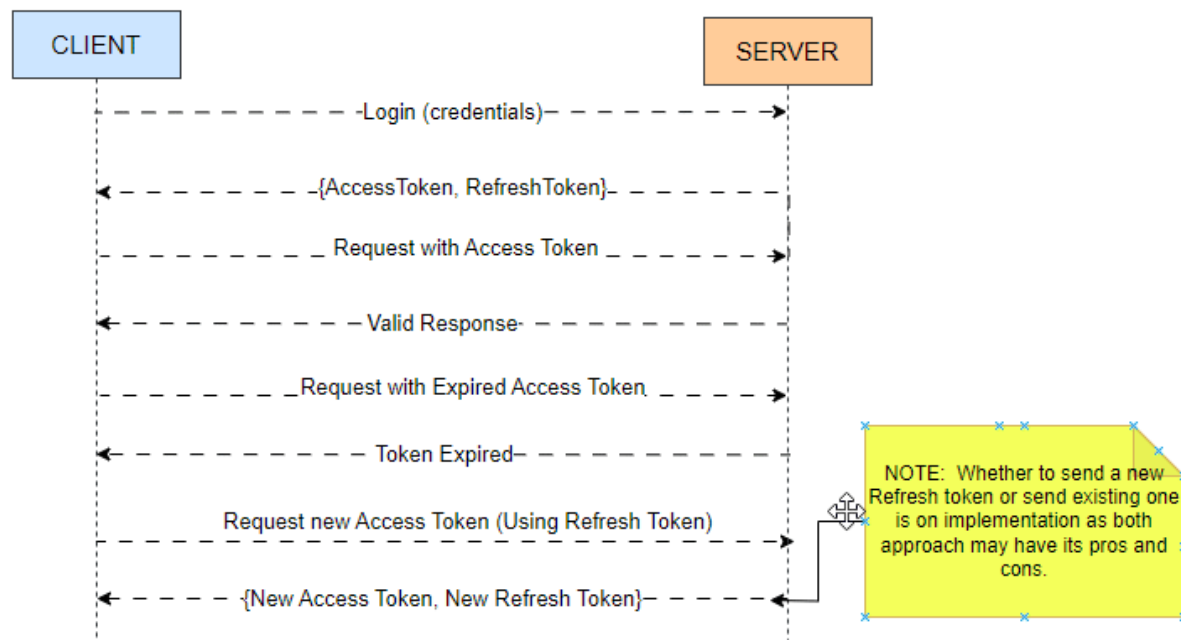 CLIENT
SERVER
Login (credentials)
{AccessToken, RefreshToken}
Request with Access Token
Valid Response
Request with Expired Access Token
Token Expired
Request new Access Token (Using Refresh Token)
{New Access Token, New Refresh Token}
NOTE: Whether to send a new
Refresh token or send existing one
is on implementation as both
approach may have its pros and
cons.